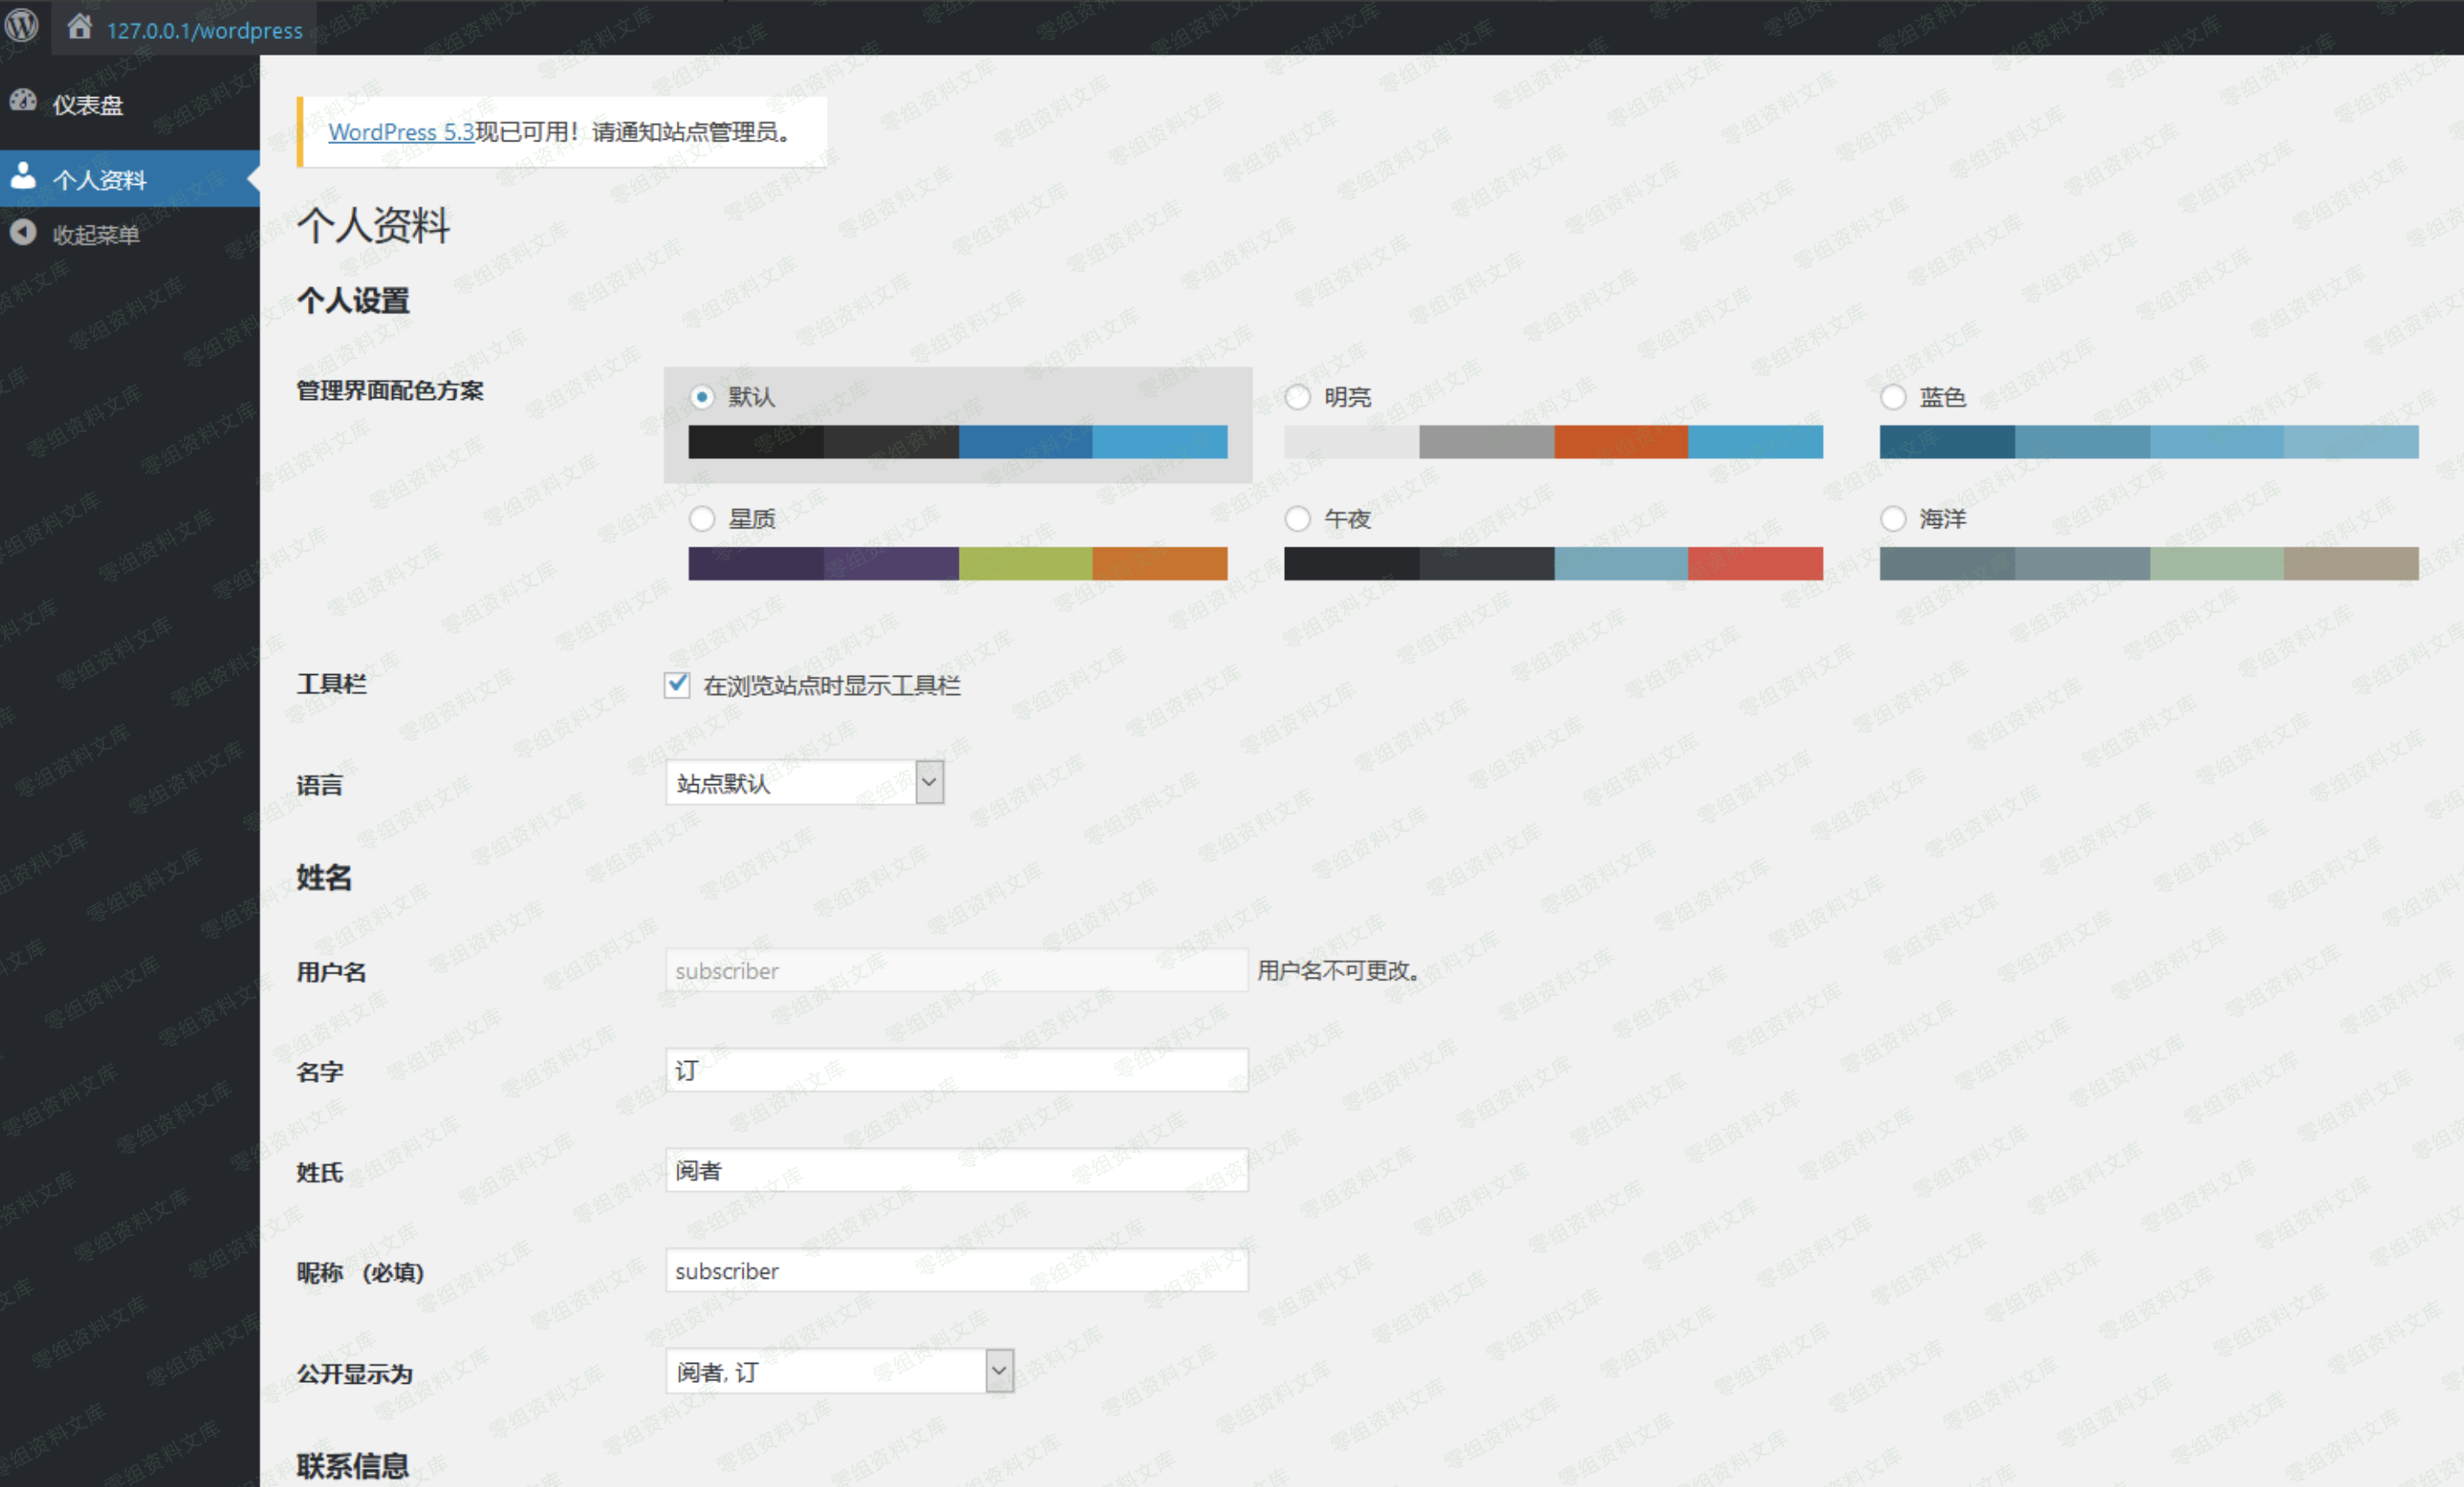 127.0.0.1/wordpress
仪表盘
个人资料
收起菜单
WordPress 5.3现已可用！请通知站点管理员。
个人资料
个人设置
管理界面配色方案
默认
明亮
蓝色
星质
午夜
海洋
工具栏
在浏览站点时显示工具栏
语言
站点默认
姓名
用户名
subscriber
用户名不可更改。
名字
订
姓氏
阅者
昵称 (必填)
subscriber
公开显示为
阅者, 订
联系信息
零组资料文库